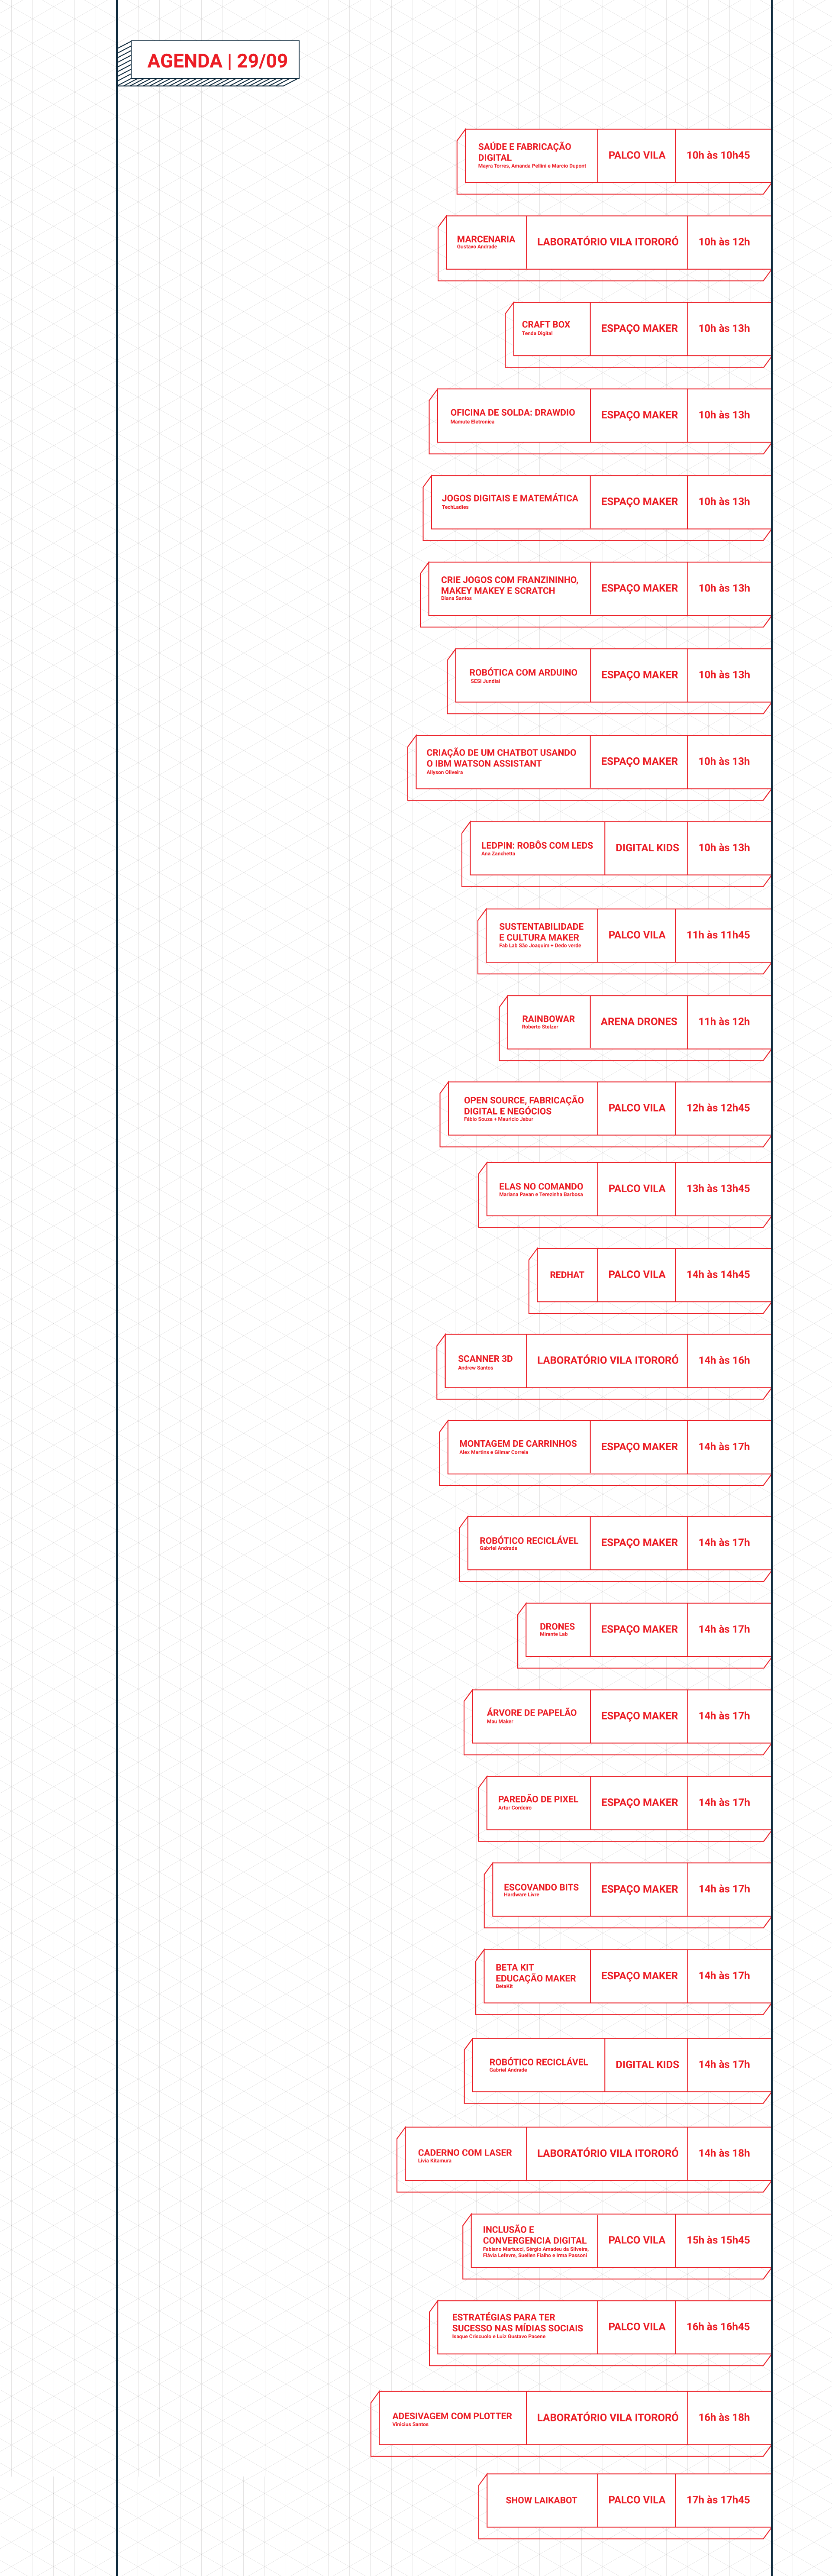 AGENDA | 29/09
SAÚDE E FABRICAÇÃO
DIGITAL
Mayra Torres, Amanda Pellini e Marcio Dupont
PALCO VILA
10h às 10h45
MARCENARIA
Gustavo Andrade
LABORATÓRIO VILA ITORORÓ
10h às 12h
CRAFT BOX
Tenda Digital
ESPAÇO MAKER
10h às 13h
OFICINA DE SOLDA: DRAWDIO
Mamute Eletronica
ESPAÇO MAKER
10h às 13h
JOGOS DIGITAIS E MATEMÁTICA
TechLadies
ESPAÇO MAKER
10h às 13h
CRIE JOGOS COM FRANZININHO,
MAKEY MAKEY E SCRATCH
Diana Santos
ESPAÇO MAKER
10h às 13h
ROBÓTICA COM ARDUINO
SESI Jundiaí
ESPAÇO MAKER
10h às 13h
CRIAÇÃO DE UM CHATBOT USANDO
O IBM WATSON ASSISTANT
Allyson Oliveira
ESPAÇO MAKER
10h às 13h
LEDPIN: ROBÔS COM LEDS
Ana Zanchetta
DIGITAL KIDS
10h às 13h
SUSTENTABILIDADE
E CULTURA MAKER
Fab Lab São Joaquim + Dedo verde
PALCO VILA
11h às 11h45
RAINBOWAR
Roberto Stelzer
ARENA DRONES
11h às 12h
OPEN SOURCE, FABRICAÇÃO
DIGITAL E NEGÓCIOS
Fábio Souza + Mauricio Jabur
PALCO VILA
12h às 12h45
ELAS NO COMANDO
Mariana Pavan e Terezinha Barbosa
PALCO VILA
13h às 13h45
REDHAT
PALCO VILA
14h às 14h45
SCANNER 3D
Andrew Santos
LABORATÓRIO VILA ITORORÓ
14h às 16h
MONTAGEM DE CARRINHOS
Alex Martins e Gilmar Correia
ESPAÇO MAKER
14h às 17h
ROBÓTICO RECICLÁVEL
Gabriel Andrade
ESPAÇO MAKER
14h às 17h
DRONES
Mirante Lab
ESPAÇO MAKER
14h às 17h
ÁRVORE DE PAPELÃO
Mau Maker
ESPAÇO MAKER
14h às 17h
PAREDÃO DE PIXEL
Artur Cordeiro
ESPAÇO MAKER
14h às 17h
ESCOVANDO BITS
Hardware Livre
ESPAÇO MAKER
14h às 17h
BETA KIT
EDUCAÇÃO MAKER
BetaKit
ESPAÇO MAKER
14h às 17h
ROBÓTICO RECICLÁVEL
Gabriel Andrade
DIGITAL KIDS
14h às 17h
CADERNO COM LASER
Lívia Kitamura
LABORATÓRIO VILA ITORORÓ
14h às 18h
INCLUSÃO E
CONVERGENCIA DIGITAL
Fabiano Martucci, Sérgio Amadeu da Silveira,
Flávia Lefevre, Suellen Fialho e Irma Passoni
PALCO VILA
15h às 15h45
ESTRATÉGIAS PARA TER
SUCESSO NAS MÍDIAS SOCIAIS
Isaque Criscuolo e Luiz Gustavo Pacene
PALCO VILA
16h às 16h45
ADESIVAGEM COM PLOTTER
Vinicius Santos
LABORATÓRIO VILA ITORORÓ
16h às 18h
SHOW LAIKABOT
PALCO VILA
17h às 17h45